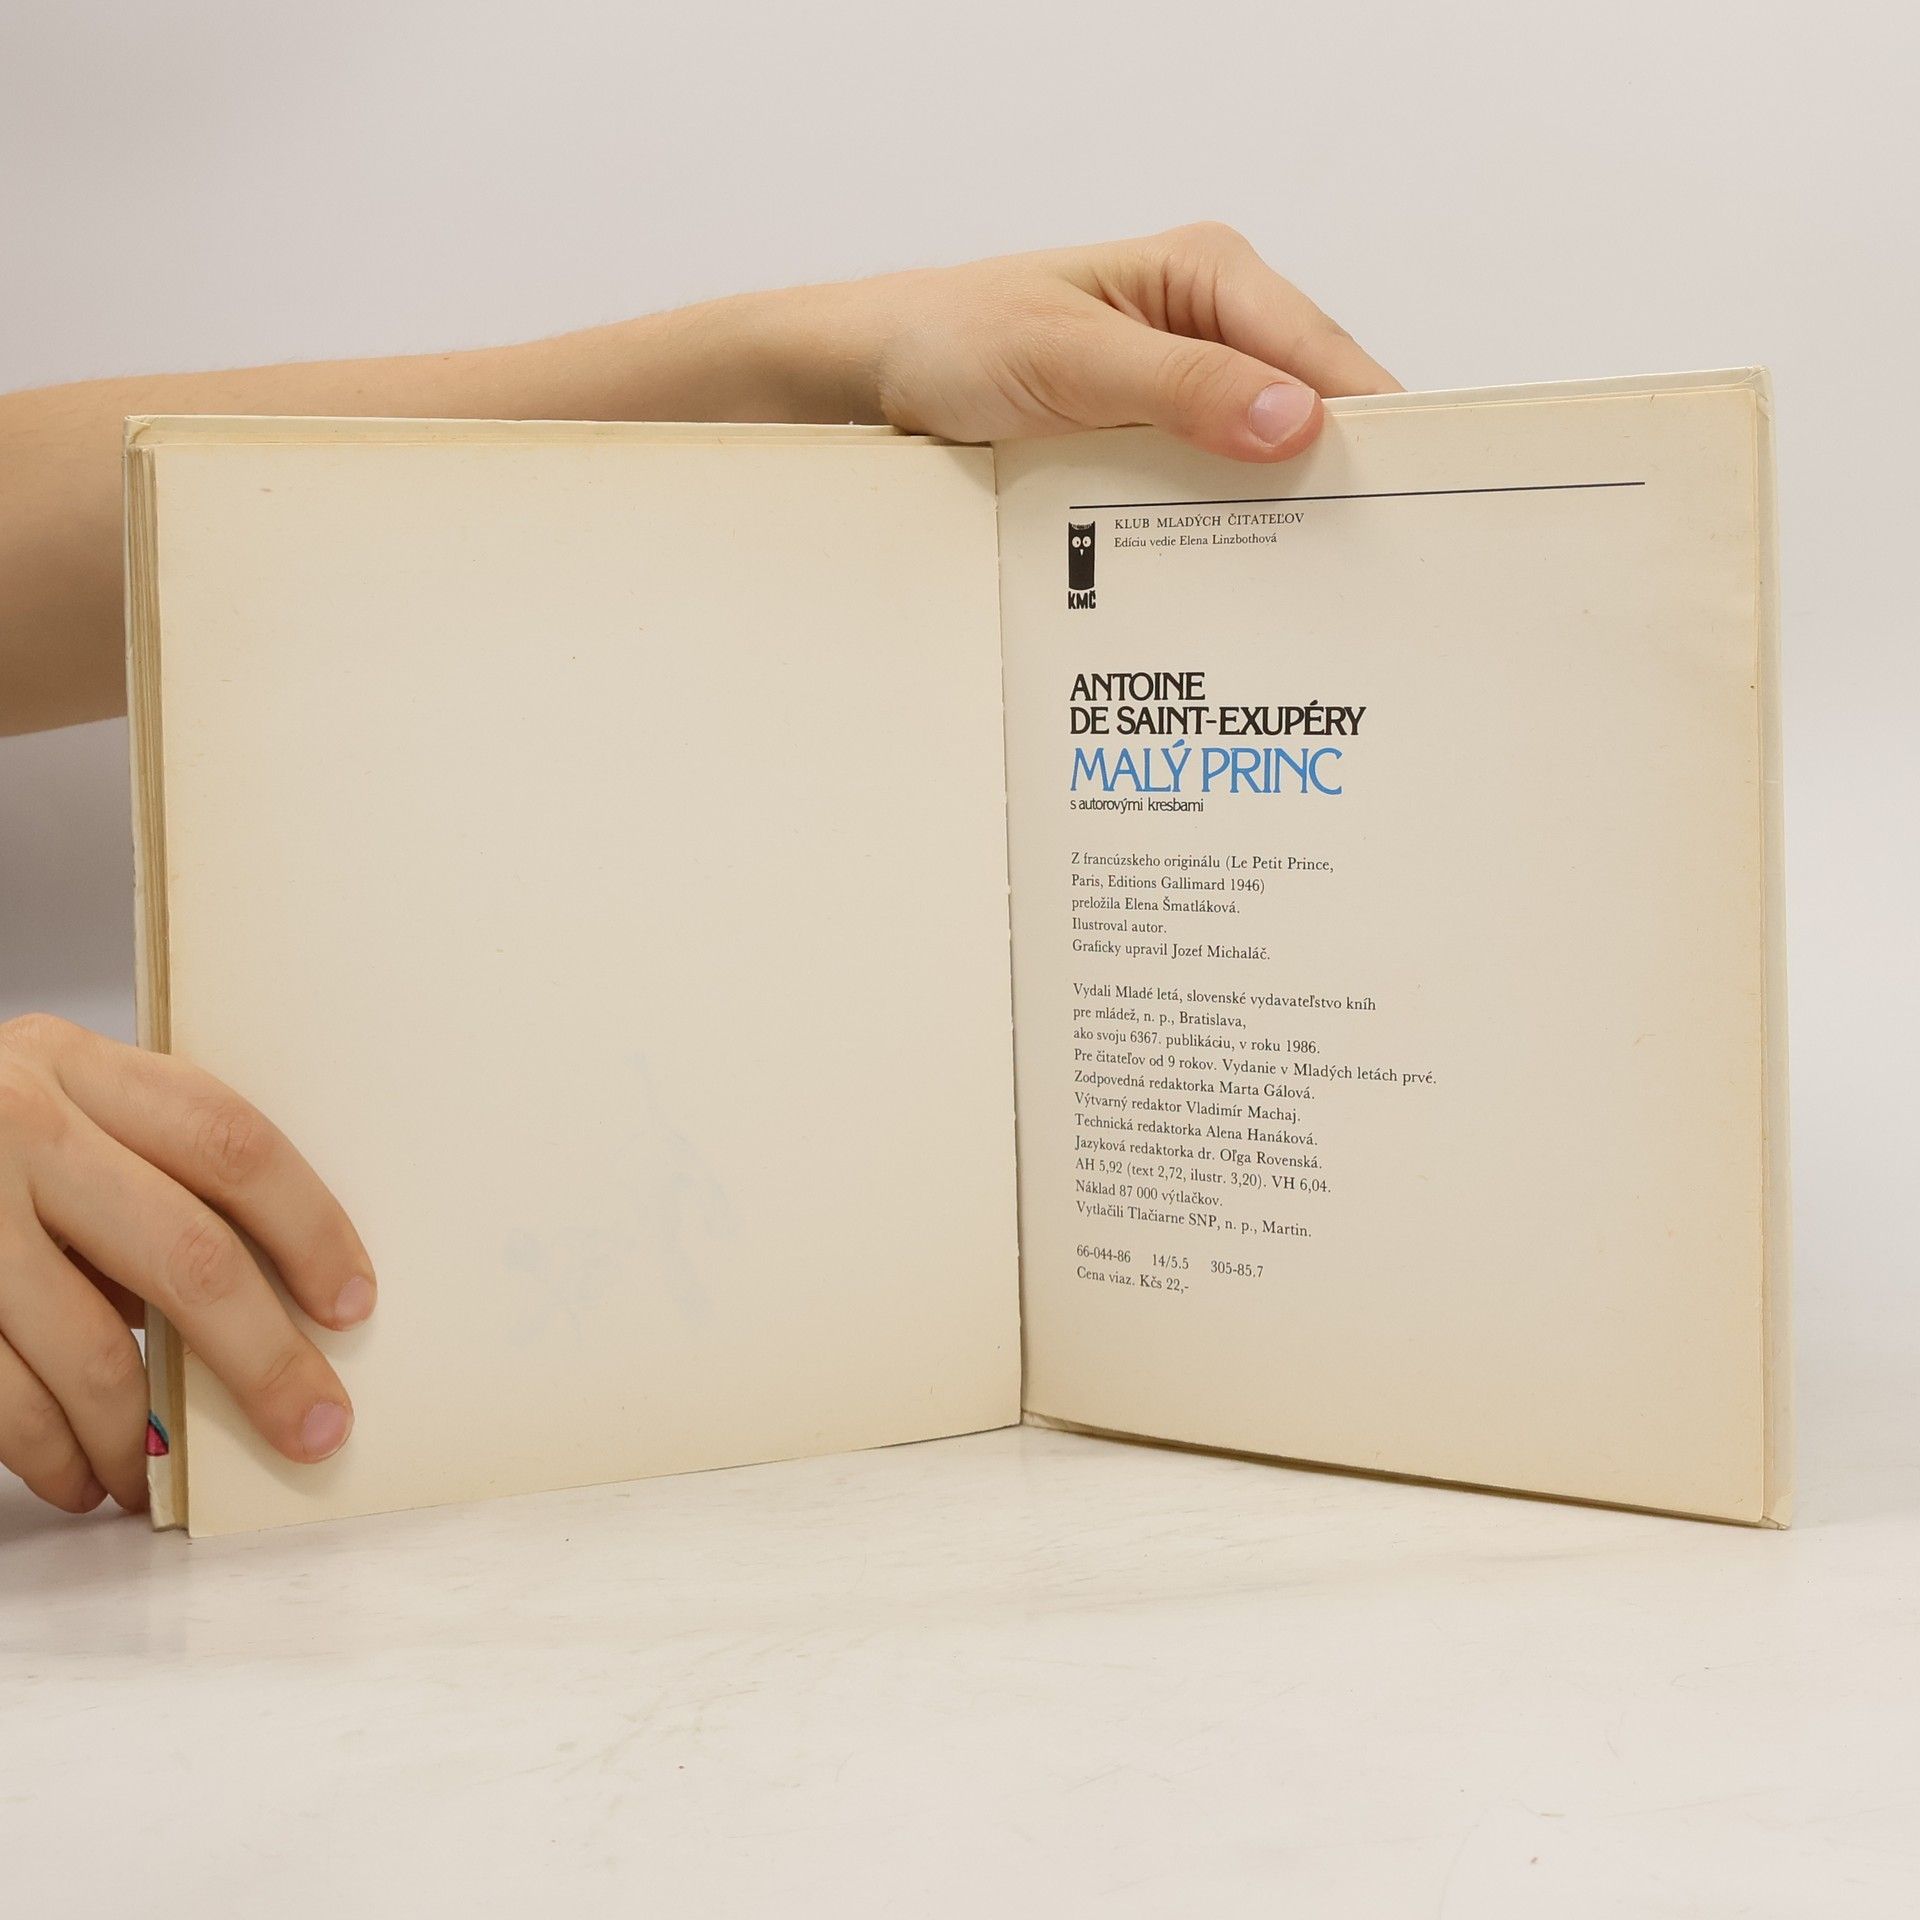 KLUB MLADÝCH ČITATEĽOV
Edíciu vedie Elena Linzbothová
KMČ
ANTOINE
DE SAINT-EXUPÉRY
MALÝ PRINC
s autorovými kresbami
Z francúzskeho originálu (Le Petit Prince,
Paris, Editions Gallimard 1946)
preložila Elena Šmatláková.
Ilustroval autor.
Graficky upravil Jozef Michaláč.
Vydali Mladé letá, slovenské vydavateľstvo kníh
pre mládež, n. p., Bratislava,
ako svoju 6367. publikáciu, v roku 1986.
Pre čitateľov od 9 rokov. Vydanie v Mladých letách prvé.
Zodpovedná redaktorka Marta Gálová.
Výtvarný redaktor Vladimír Machaj.
Technická redaktorka Alena Hanáková.
Jazyková redaktorka dr. Oľga Rovenská.
AH 5,92 (text 2,72, ilustr. 3,20). VH 6,04.
Náklad 87 000 výtlačkov.
Vytlačili Tlačiarne SNP, n. p., Martin.
66-044-86 14/5.5 305-85.7
Cena viaz. Kčs 22,-